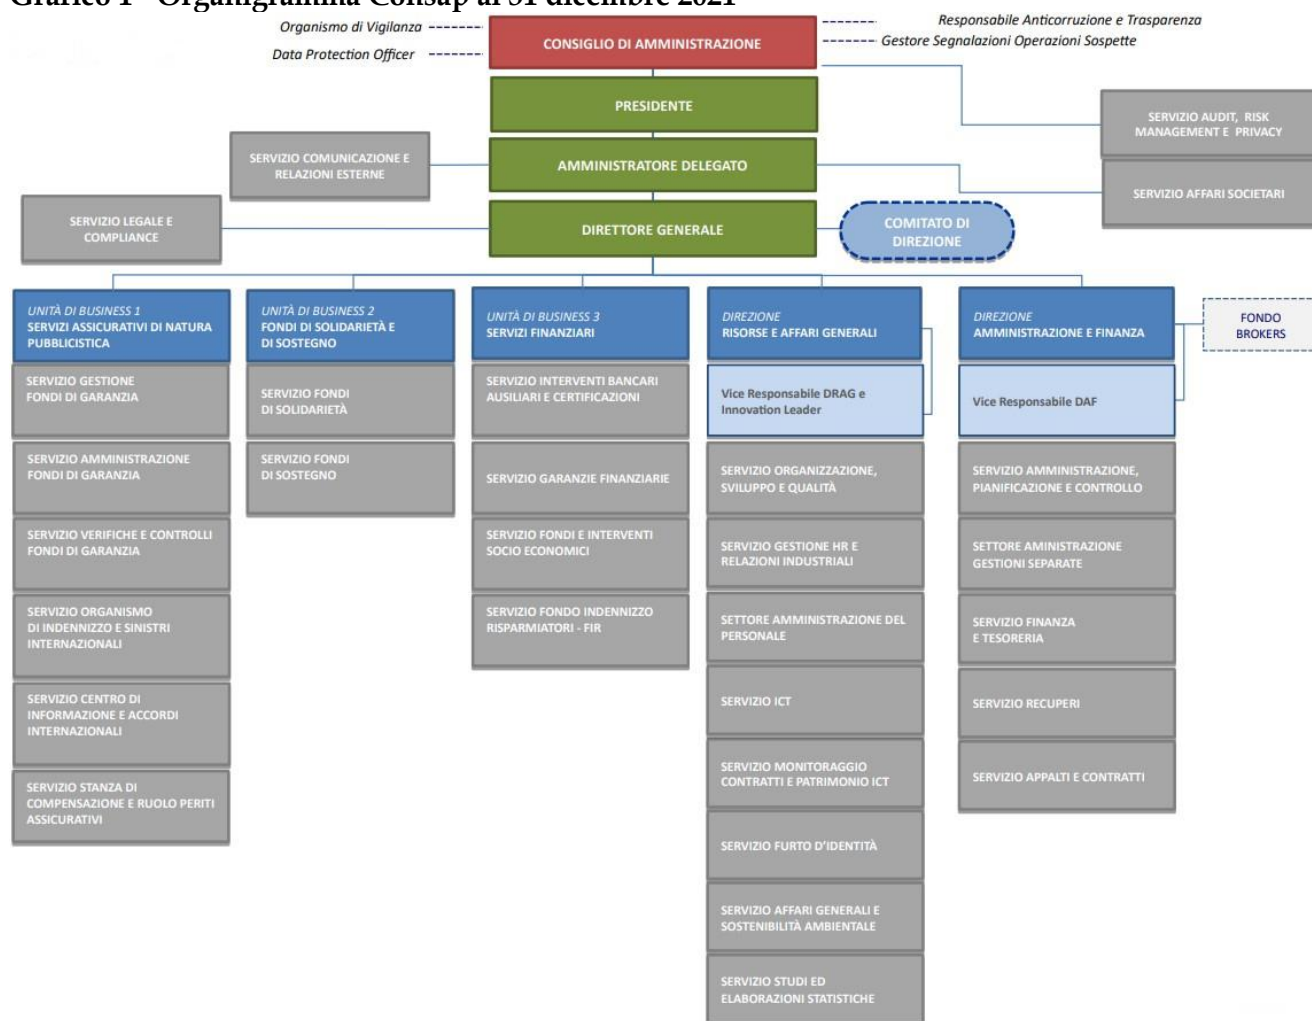 Grafico 1 - Organigramma Consap al 31 dicembre 2021
Organismo di Vigilanza
Data Protection Officer
CONSIGLIO DI AMMINISTRAZIONE
Responsabile Anticorruzione e Trasparenza
Gestore Segnalazioni Operazioni Sospette
PRESIDENTE
SERVIZIO AUDIT, RISK
MANAGEMENT E PRIVACY
SERVIZIO COMUNICAZIONE E
RELAZIONI ESTERNE
AMMINISTRATORE DELEGATO
SERVIZIO AFFARI SOCIETARI
SERVIZIO LEGALE E
COMPLIANCE
DIRETTORE GENERALE
COMITATO DI
DIREZIONE
UNITÀ DI BUSINESS 1
SERVIZI ASSICURATIVI DI NATURA
PUBBLICISTICA
SERVIZIO GESTIONE
FONDI DI GARANZIA
SERVIZIO AMMINISTRAZIONE
FONDI DI GARANZIA
SERVIZIO VERIFICHE E CONTROLLI
FONDI DI GARANZIA
SERVIZIO ORGANISMO
DI INDENNIZZO E SINISTRI
INTERNAZIONALI
SERVIZIO CENTRO DI
INFORMAZIONE E ACCORDI
INTERNAZIONALI
SERVIZIO STANZA DI
COMPENSAZIONE E RUOLO PERITI
ASSICURATIVI
UNITÀ DI BUSINESS 2
FONDI DI SOLIDARIETÀ E
DI SOSTEGNO
SERVIZIO FONDI
DI SOLIDARIETÀ
SERVIZIO FONDI
DI SOSTEGNO
UNITÀ DI BUSINESS 3
SERVIZI FINANZIARI
SERVIZIO INTERVENTI BANCARI
AUSILIARI E CERTIFICAZIONI
SERVIZIO GARANZIE FINANZIARIE
SERVIZIO FONDI E INTERVENTI
SOCIO ECONOMICI
SERVIZIO FONDO INDENNIZZO
RISPARMIATORI - FIR
DIREZIONE
RISORSE E AFFARI GENERALI
Vice Responsabile DRAG e
Innovation Leader
SERVIZIO ORGANIZZAZIONE,
SVILUPPO E QUALITÀ
SERVIZIO GESTIONE HR E
RELAZIONI INDUSTRIALI
SETTORE AMMINISTRAZIONE DEL
PERSONALE
SERVIZIO ICT
SERVIZIO MONITORAGGIO
CONTRATTI E PATRIMONIO ICT
SERVIZIO FURTO D'IDENTITÀ
SERVIZIO AFFARI GENERALI E
SOSTENIBILITÀ AMBIENTALE
SERVIZIO STUDI ED
ELABORAZIONI STATISTICHE
DIREZIONE
AMMINISTRAZIONE E FINANZA
Vice Responsabile DAF
SERVIZIO AMMINISTRAZIONE,
PIANIFICAZIONE E CONTROLLO
SETTORE AMINISTRAZIONE
GESTIONI SEPARATE
SERVIZIO FINANZA
E TESORERIA
SERVIZIO RECUPERI
SERVIZIO APPALTI E CONTRATTI
FONDO
BROKERS